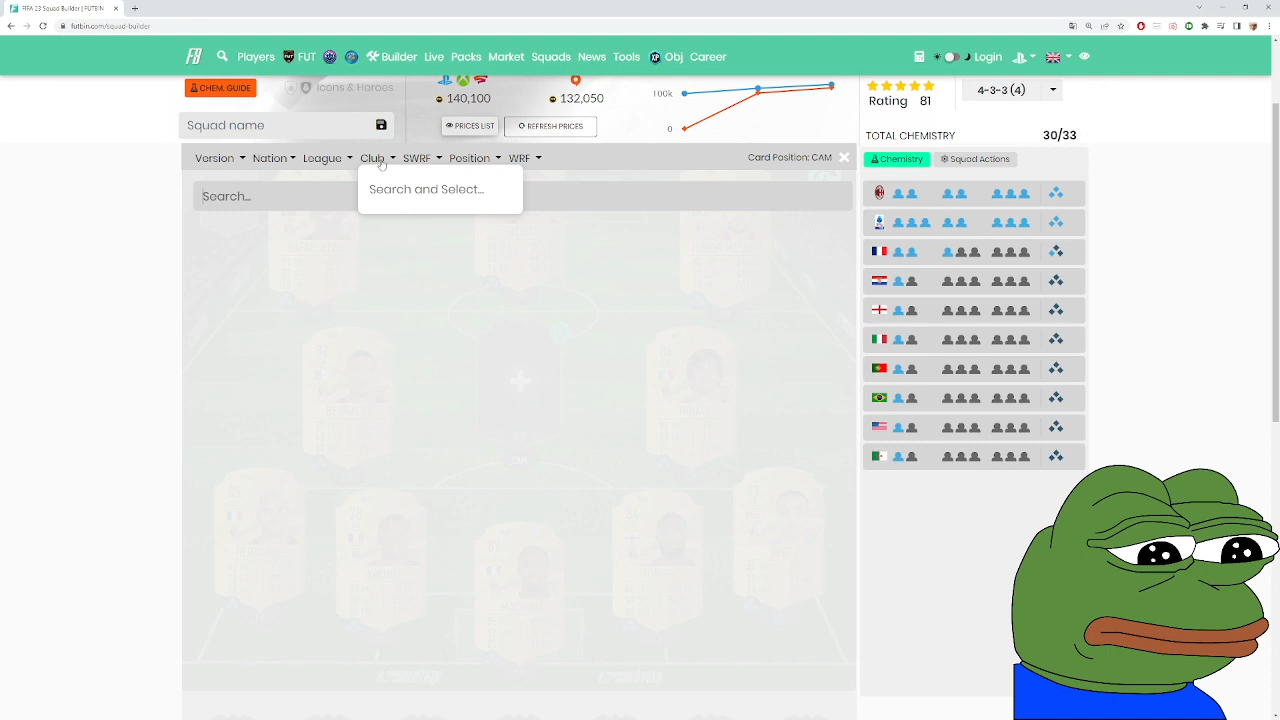 FIFA 23 Squad Builder | FUTBIN
futbin.com/squad-builder
Players FUT Builder Live Packs Market Squads News Tools XP Obj Career Login
CHEM. GUIDE
Icons & Heroes
140,100
132,050
100k
0
Rating 81
4-3-3 (4)
Squad name
PRICES LIST
REFRESH PRICES
TOTAL CHEMISTRY 30/33
Version Nation League Club SWRF Position WRF
Card Position: CAM
Chemistry
Squad Actions
Search and Select...
Search...
CAM